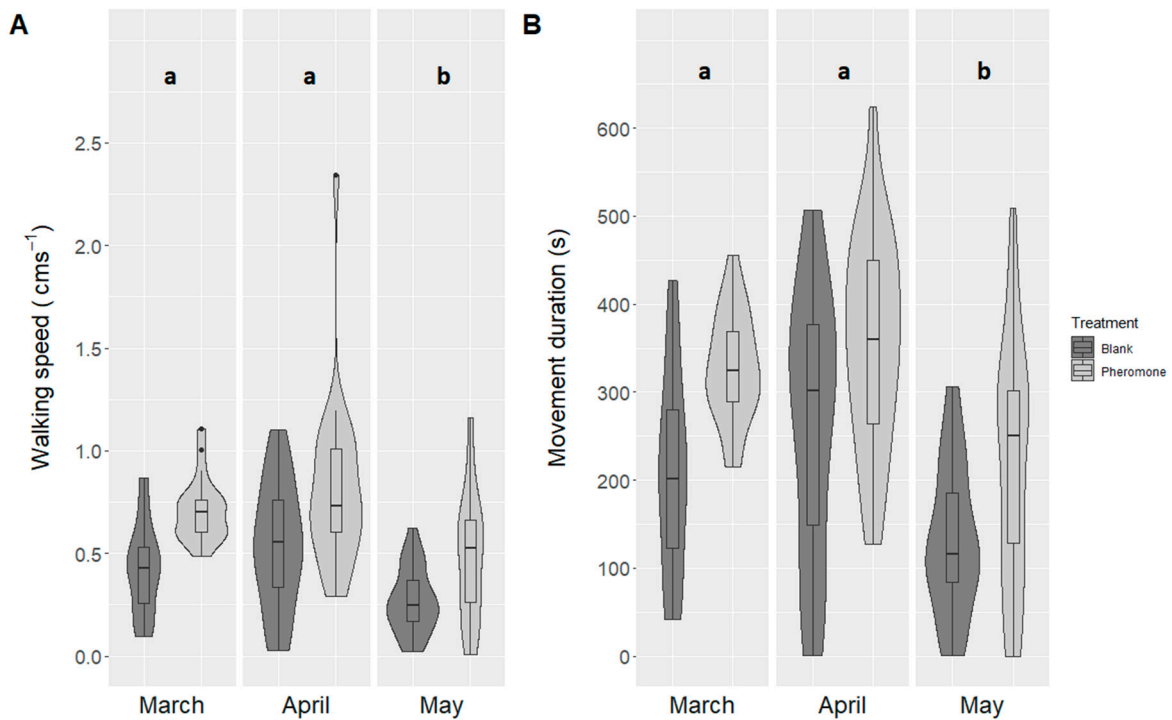 A
B
a
a
b
a
a
b
Walking speed ( cms⁻¹)
2.5
2.0
1.5
1.0
0.5
0.0
March
April
May
Movement duration (s)
600
500
400
300
200
100
0
March
April
May
Treatment
Blank
Pheromone